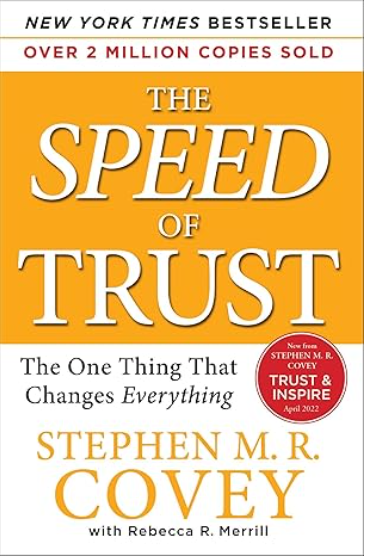 NEW YORK TIMES BESTSELLER
OVER 2 MILLION COPIES SOLD
THE
SPEED
OF
TRUST
The One Thing That
Changes Everything
New from
STEPHEN M. R.
COVEY
TRUST &
INSPIRE
April 2022
STEPHEN M. R.
COVEY
with Rebecca R. Merrill